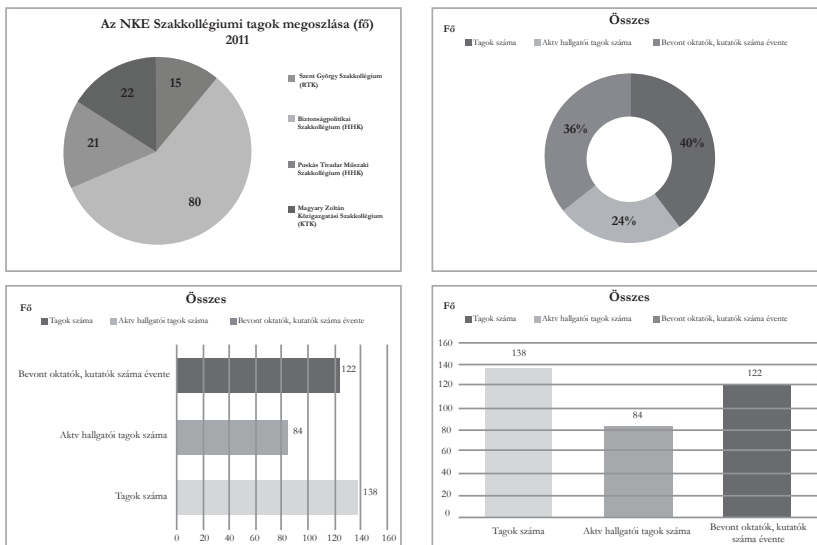 Az NKE Szakkollégiumi tagok megoszlása (fő)
2011
15
22
21
80
Szent György Szakkollégium
(RTK)
Biztonságpolitikai
Szakkollégium (HHK)
Puskás Tivadar Műszaki
Szakkollégium (HHK)
Magyary Zoltán
Közigazgatási Szakkollégium
(KTK)
Összes
Fő
Tagok száma
Aktv hallgatói tagok száma
Bevont oktatók, kutatók száma évente
36%
40%
24%
Összes
Fő
Tagok száma
Aktv hallgatói tagok száma
Bevont oktatók, kutatók száma évente
Bevont oktatók, kutatók száma évente
122
Aktv hallgatói tagok száma
84
Tagok száma
138
0 20 40 60 80 100 120 140 160
Összes
Fő
Tagok száma
Aktv hallgatói tagok száma
Bevont oktatók, kutatók száma évente
160
140
120
100
80
60
40
20
0
138
84
122
Tagok száma
Aktv hallgatói tagok száma
Bevont oktatók, kutatók
száma évente